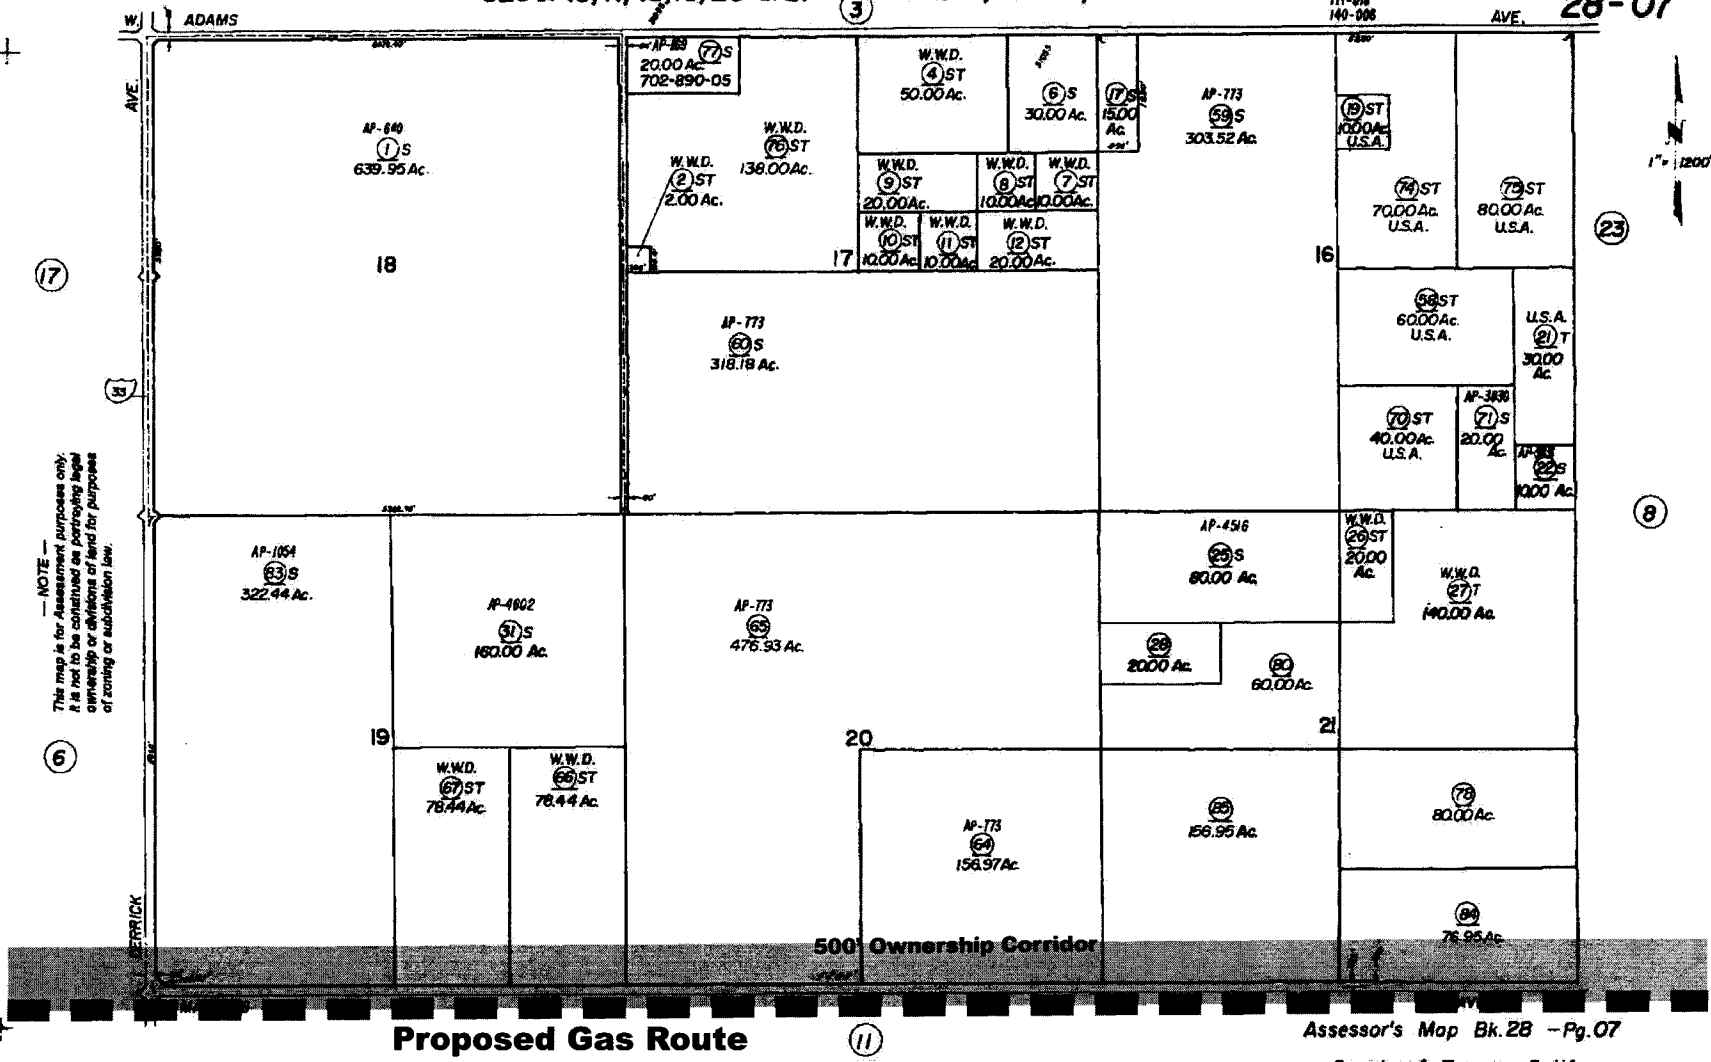 28-07
3
140-006
W. ADAMS
AVE.
AVE.
77 S
20.00 Ac.
702-890-05
W.W.D.
4 ST
50.00 Ac.
6 S
30.00 Ac.
17 S
15.00
Ac.
AP-773
59 S
303.52 Ac.
19 ST
10.00 Ac.
U.S.A.
1" = 1200'
AP-640
1 S
639.95 Ac.
W.W.D.
76 ST
138.00 Ac.
W.W.D.
2 ST
2.00 Ac.
W.W.D.
9 ST
20.00 Ac.
W.W.D.
8 ST
10.00 Ac
W.W.D.
7 ST
10.00 Ac.
74 ST
70.00 Ac.
U.S.A.
75 ST
80.00 Ac.
U.S.A.
23
W.W.D.
10 ST
10.00 Ac.
W.W.D.
11 ST
10.00 Ac
W.W.D.
12 ST
20.00 Ac.
17
18
17
16
AP-773
60 S
318.18 Ac.
58 ST
60.00 Ac.
U.S.A.
U.S.A.
21 T
30.00
Ac.
33
70 ST
40.00 Ac.
U.S.A.
71 S
20.00
Ac.
22 S
10.00 Ac.
8
— NOTE —
This map is for Assessment purposes only.
It is not to be construed as portraying legal
ownership or divisions of land for purposes
of zoning or subdivision law.
AP-1054
83 S
322.44 Ac.
AP-4602
31 S
160.00 Ac.
AP-773
65
476.93 Ac.
AP-4516
25 S
80.00 Ac.
W.W.D.
26 ST
20.00
Ac.
W.W.D.
27 T
140.00 Ac.
28
20.00 Ac.
80
60.00 Ac.
6
19
20
21
W.W.D.
67 ST
78.44 Ac.
W.W.D.
66 ST
78.44 Ac.
AP-773
64
156.97 Ac.
85
156.95 Ac.
78
80.00 Ac.
84
76.95 Ac
DERRICK
500' Ownership Corridor
Proposed Gas Route
11
Assessor's Map Bk. 28 - Pg. 07